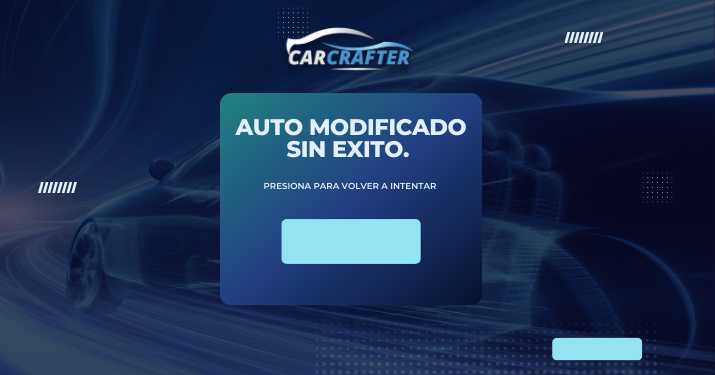 CARCRAFTER
AUTO MODIFICADO
SIN EXITO.
PRESIONA PARA VOLVER A INTENTAR